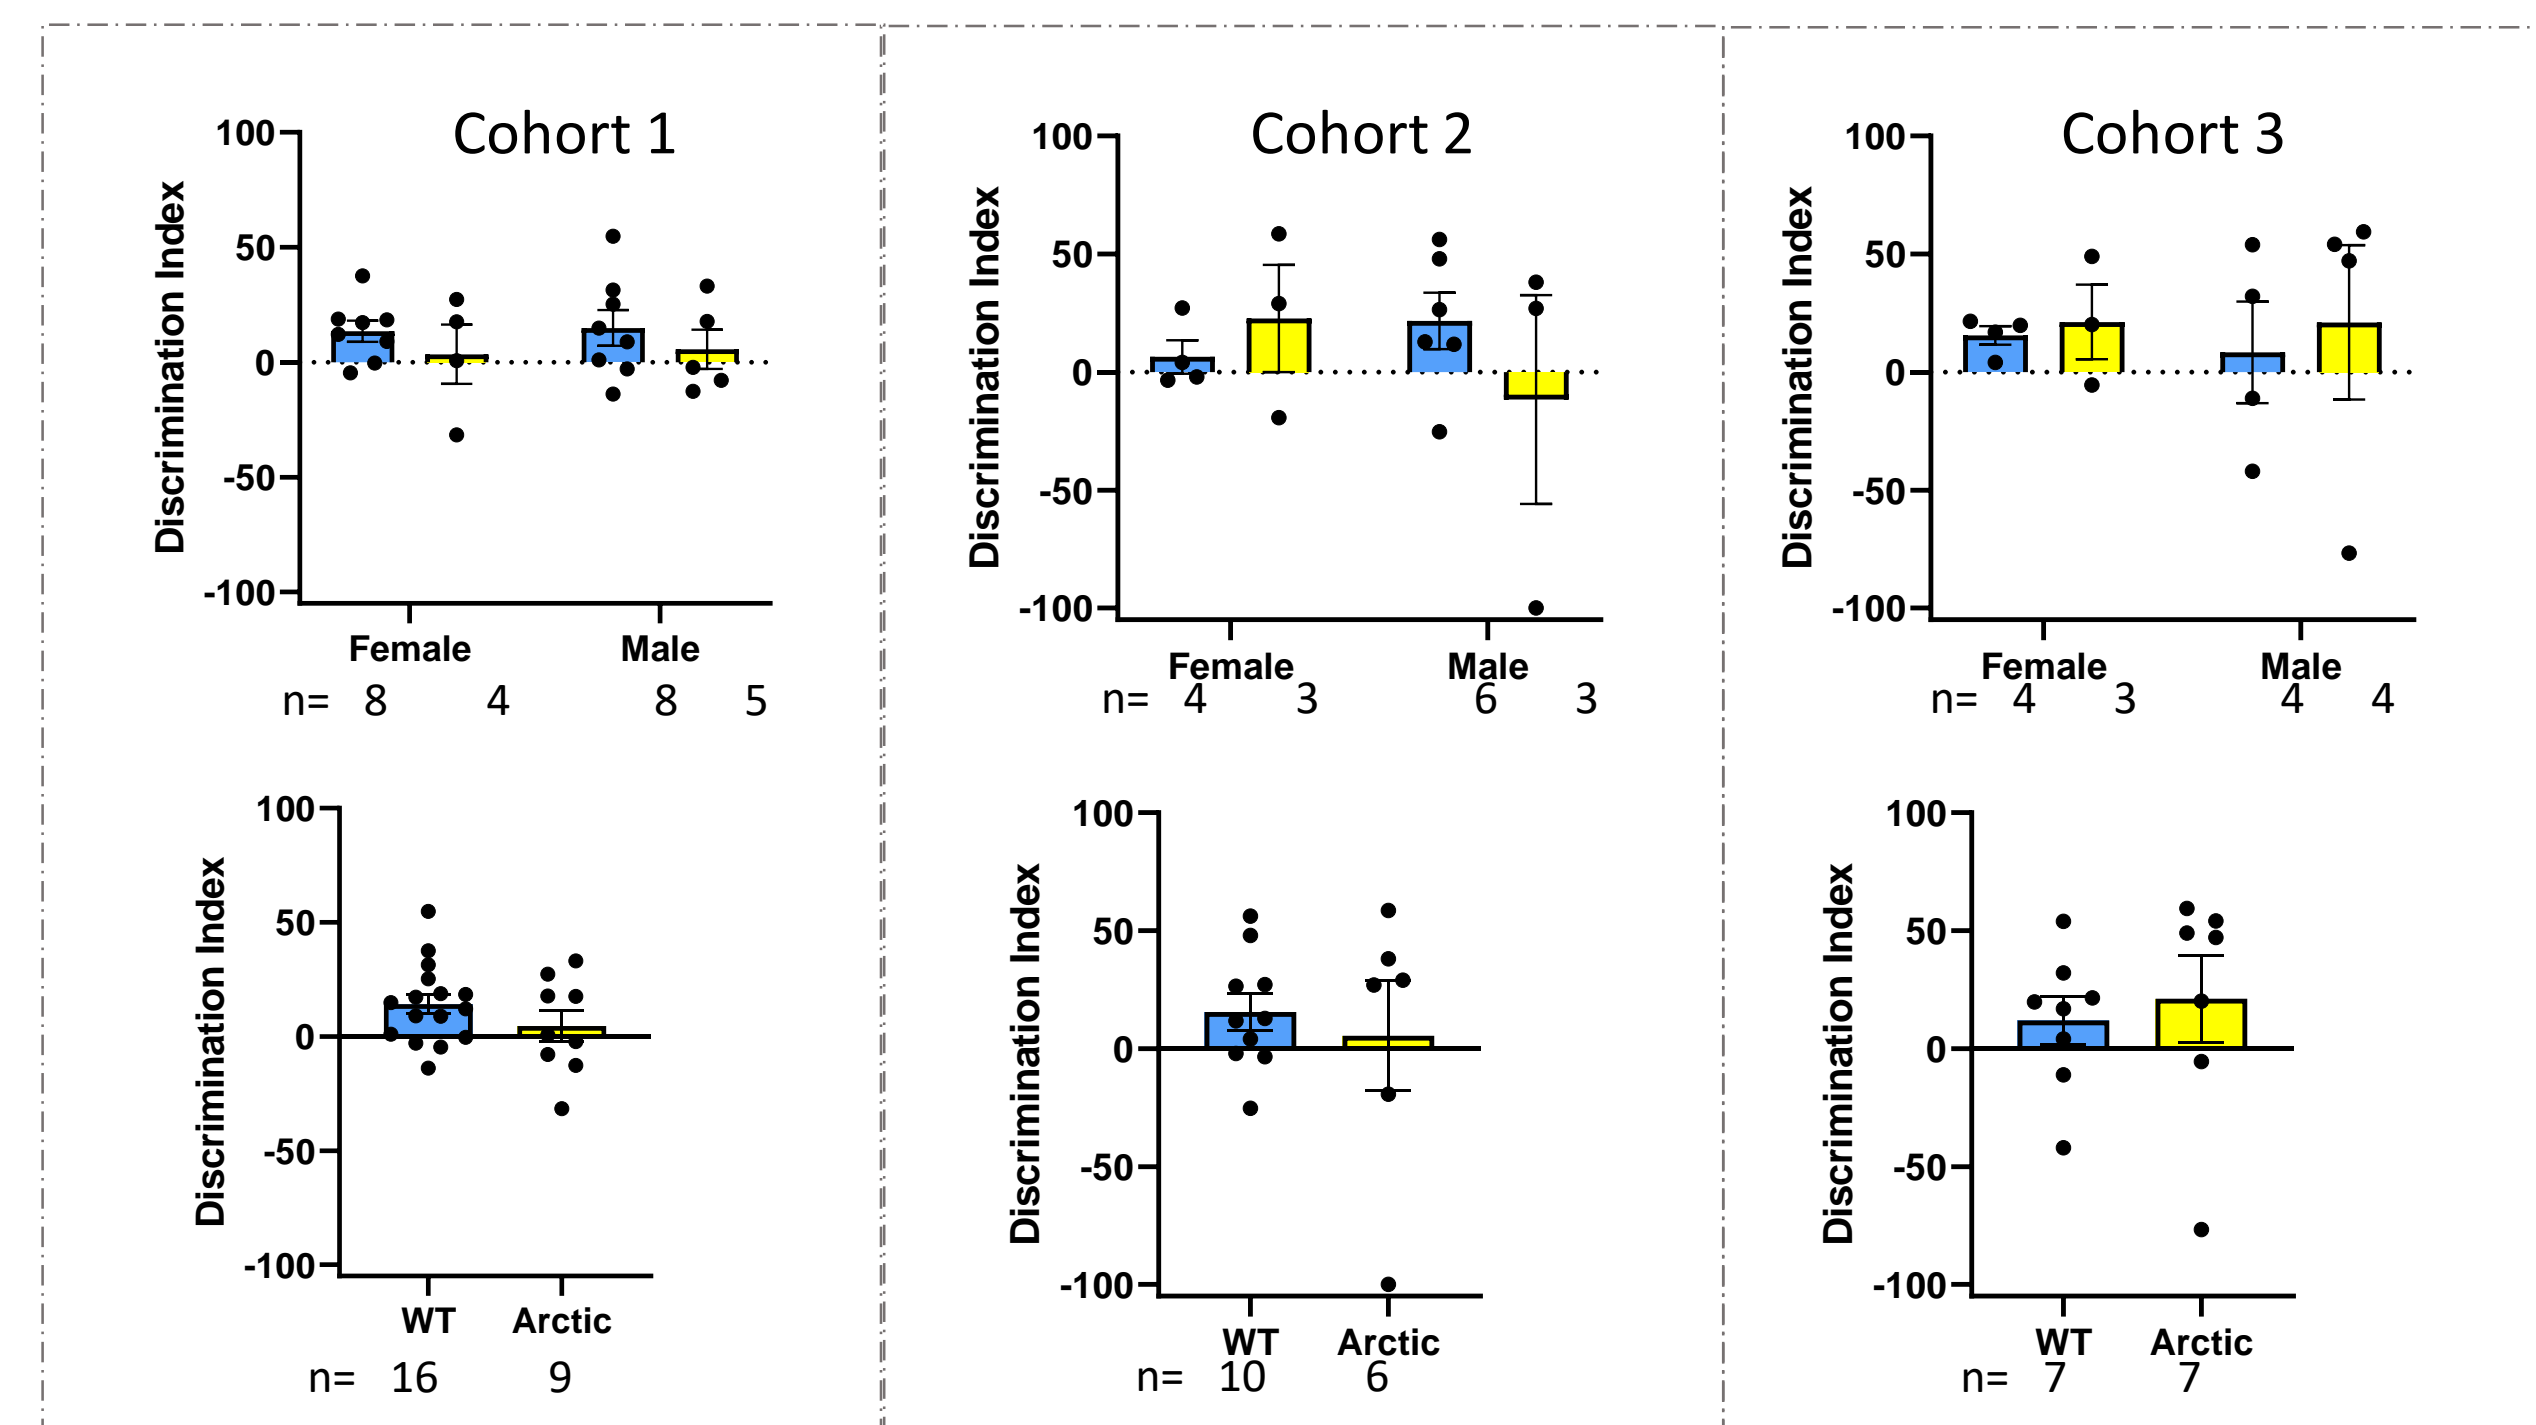 Cohort 1
100
50
0
-50
-100
Discrimination Index
Female Male
n= 8 4 8 5
Cohort 2
100
50
0
-50
-100
Discrimination Index
Female Male
n= 4 3 6 3
Cohort 3
100
50
0
-50
-100
Discrimination Index
Female Male
n= 4 3 4 4
100
50
0
-50
-100
Discrimination Index
WT Arctic
n= 16 9
100
50
0
-50
-100
Discrimination Index
WT Arctic
n= 10 6
100
50
0
-50
-100
Discrimination Index
WT Arctic
n= 7 7